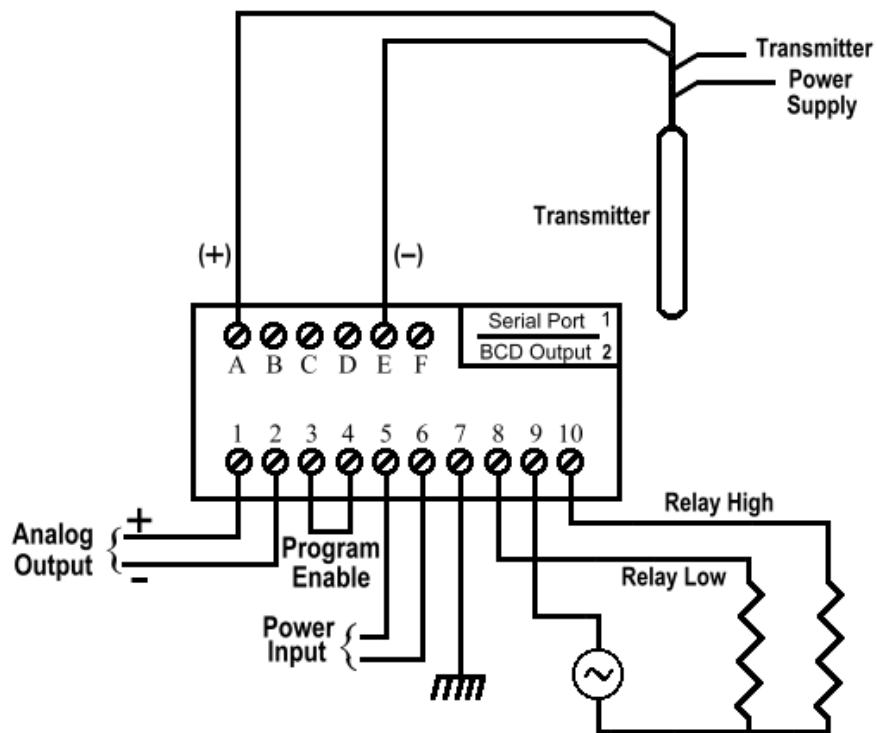 Transmitter
Power
Supply
Transmitter
(+)
(−)
Serial Port 1
BCD Output 2
A B C D E F
1 2 3 4 5 6 7 8 9 10
+
Analog
Output
-
Program
Enable
Power
Input
Relay High
Relay Low